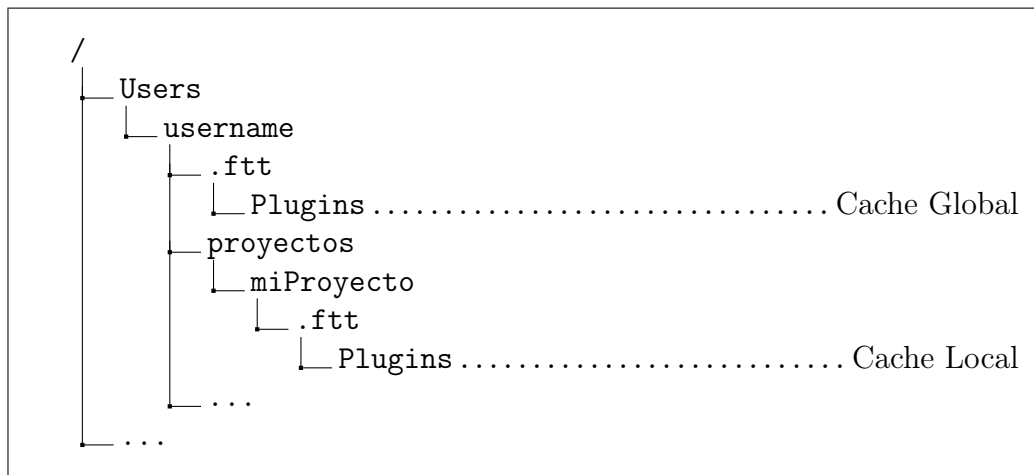 /
Users
username
.ftt
Plugins ................................ Cache Global
proyectos
miProyecto
.ftt
Plugins ........................... Cache Local
...
...